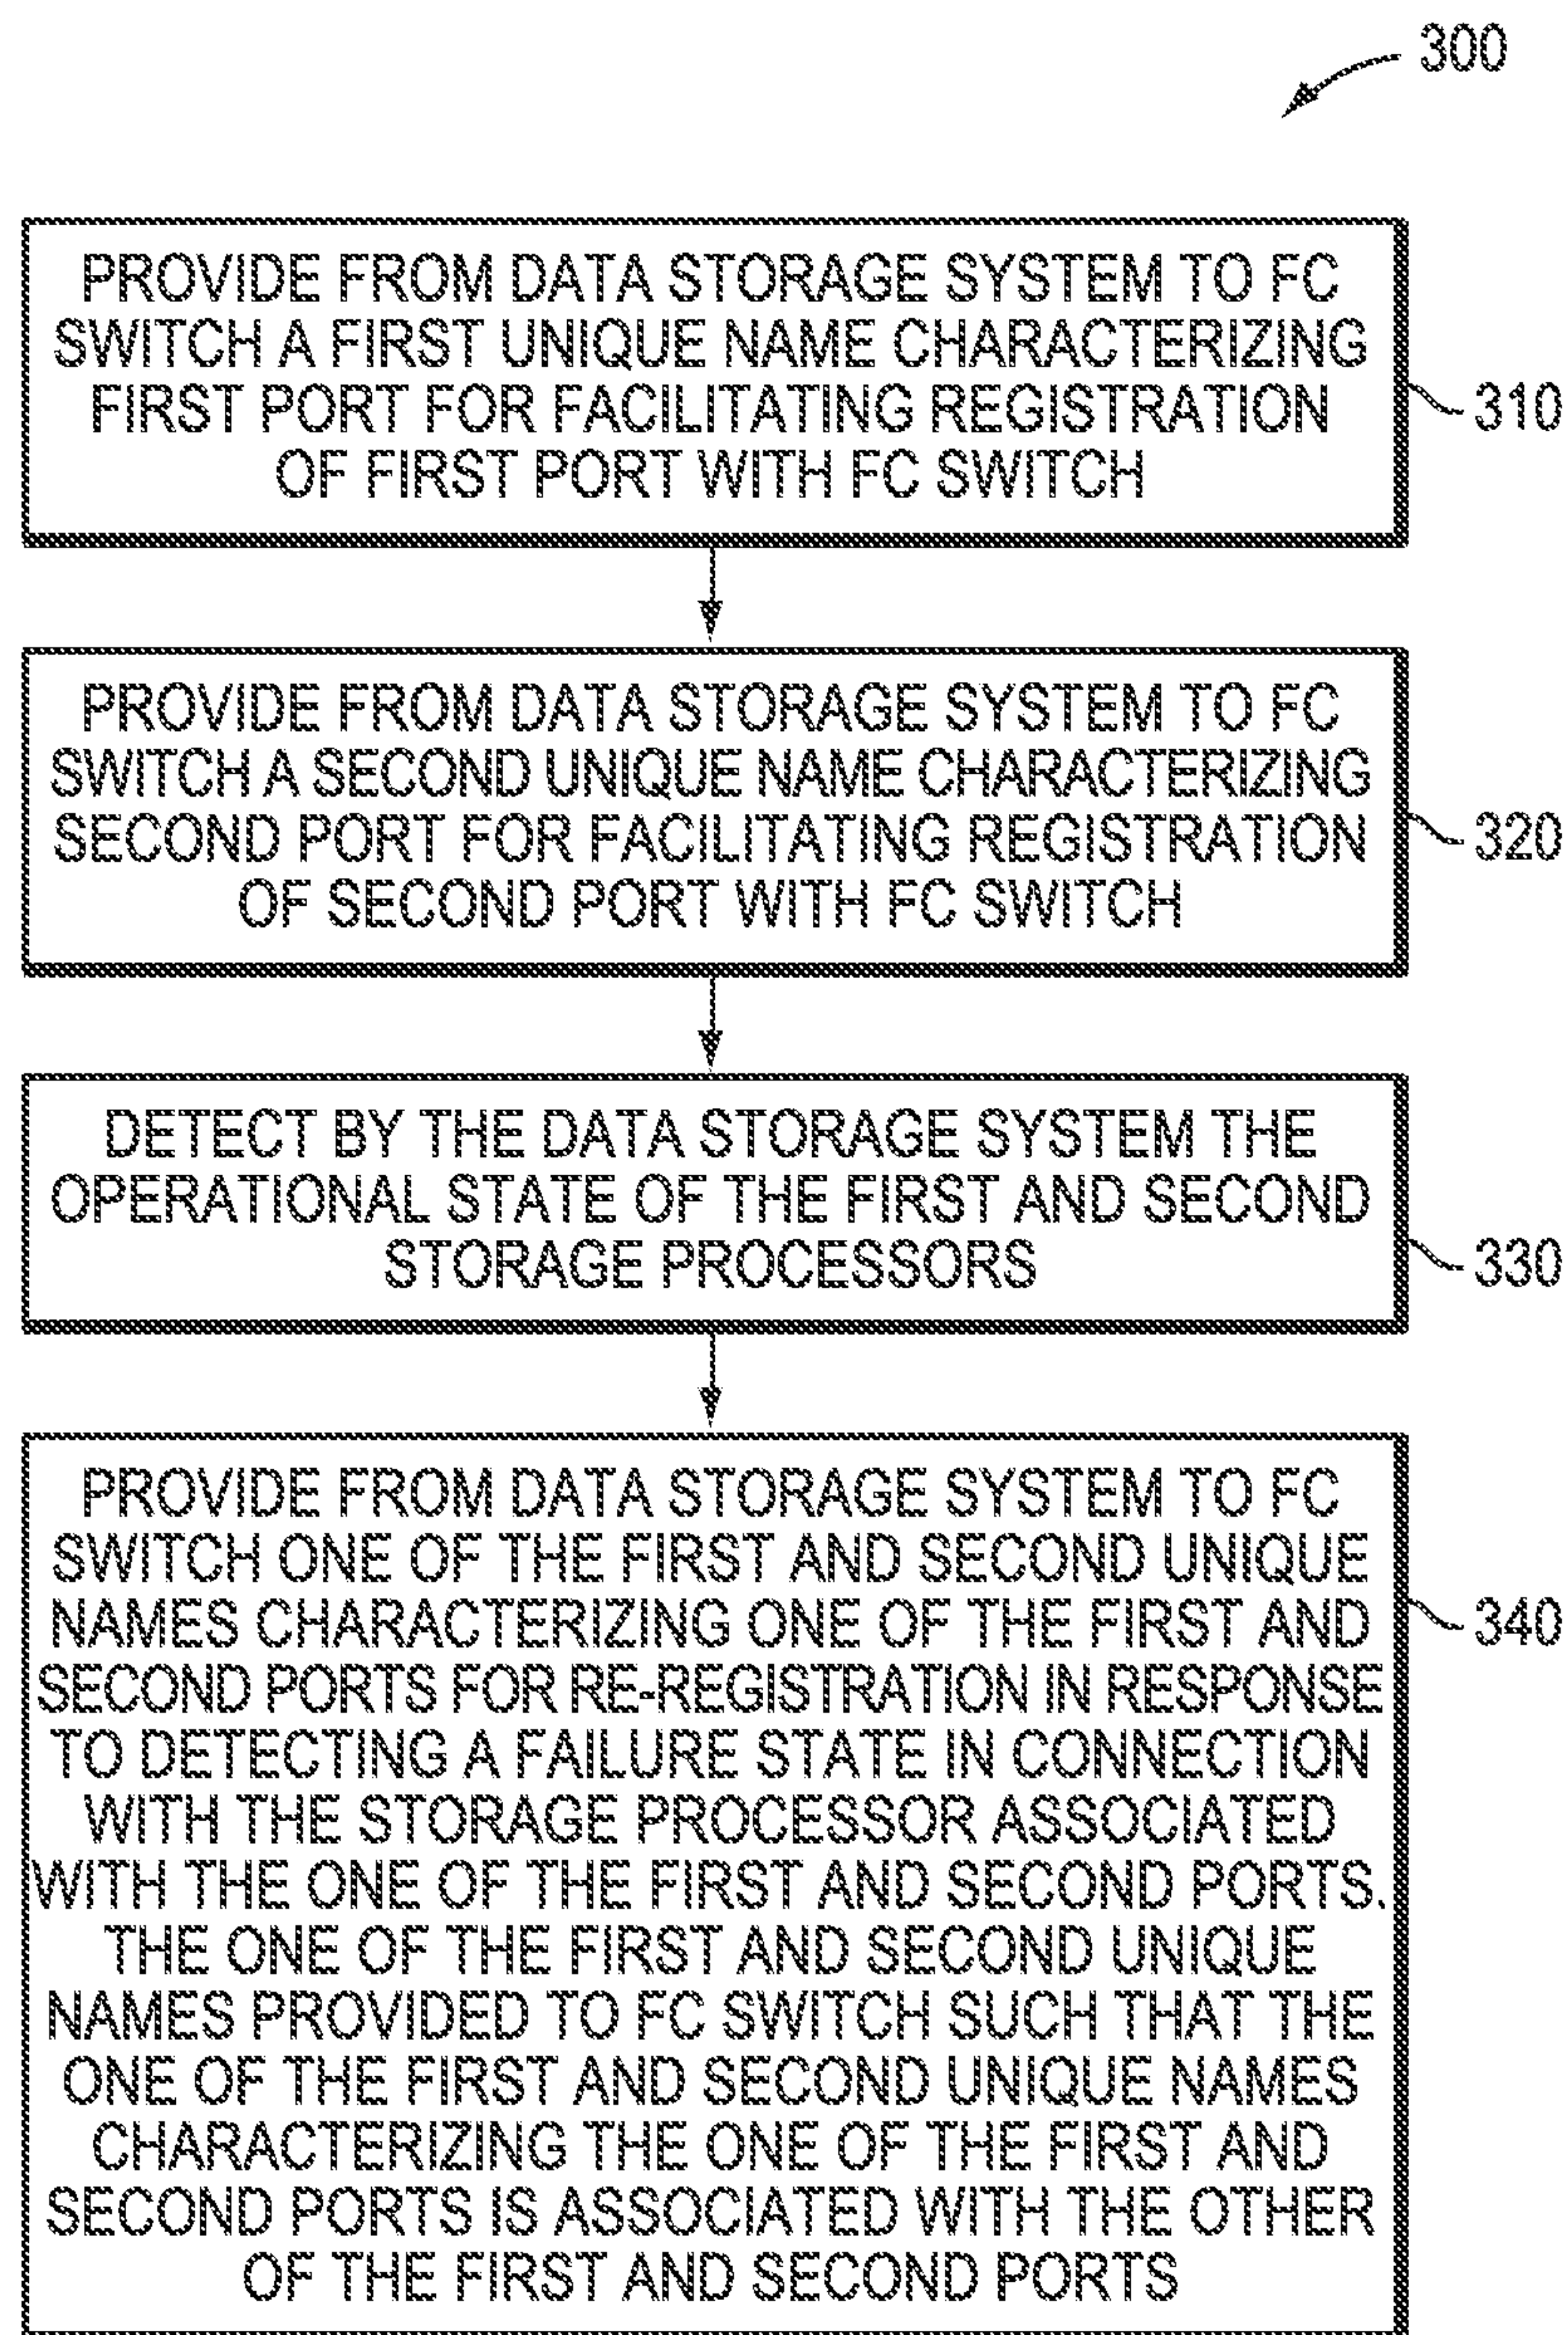 300
PROVIDE FROM DATA STORAGE SYSTEM TO FC
SWITCH A FIRST UNIQUE NAME CHARACTERIZING
FIRST PORT FOR FACILITATING REGISTRATION
OF FIRST PORT WITH FC SWITCH
310
PROVIDE FROM DATA STORAGE SYSTEM TO FC
SWITCH A SECOND UNIQUE NAME CHARACTERIZING
SECOND PORT FOR FACILITATING REGISTRATION
OF SECOND PORT WITH FC SWITCH
320
DETECT BY THE DATA STORAGE SYSTEM THE
OPERATIONAL STATE OF THE FIRST AND SECOND
STORAGE PROCESSORS
330
PROVIDE FROM DATA STORAGE SYSTEM TO FC
SWITCH ONE OF THE FIRST AND SECOND UNIQUE
NAMES CHARACTERIZING ONE OF THE FIRST AND
SECOND PORTS FOR RE-REGISTRATION IN RESPONSE
TO DETECTING A FAILURE STATE IN CONNECTION
WITH THE STORAGE PROCESSOR ASSOCIATED
WITH THE ONE OF THE FIRST AND SECOND PORTS.
THE ONE OF THE FIRST AND SECOND UNIQUE
NAMES PROVIDED TO FC SWITCH SUCH THAT THE
ONE OF THE FIRST AND SECOND UNIQUE NAMES
CHARACTERIZING THE ONE OF THE FIRST AND
SECOND PORTS IS ASSOCIATED WITH THE OTHER
OF THE FIRST AND SECOND PORTS
340